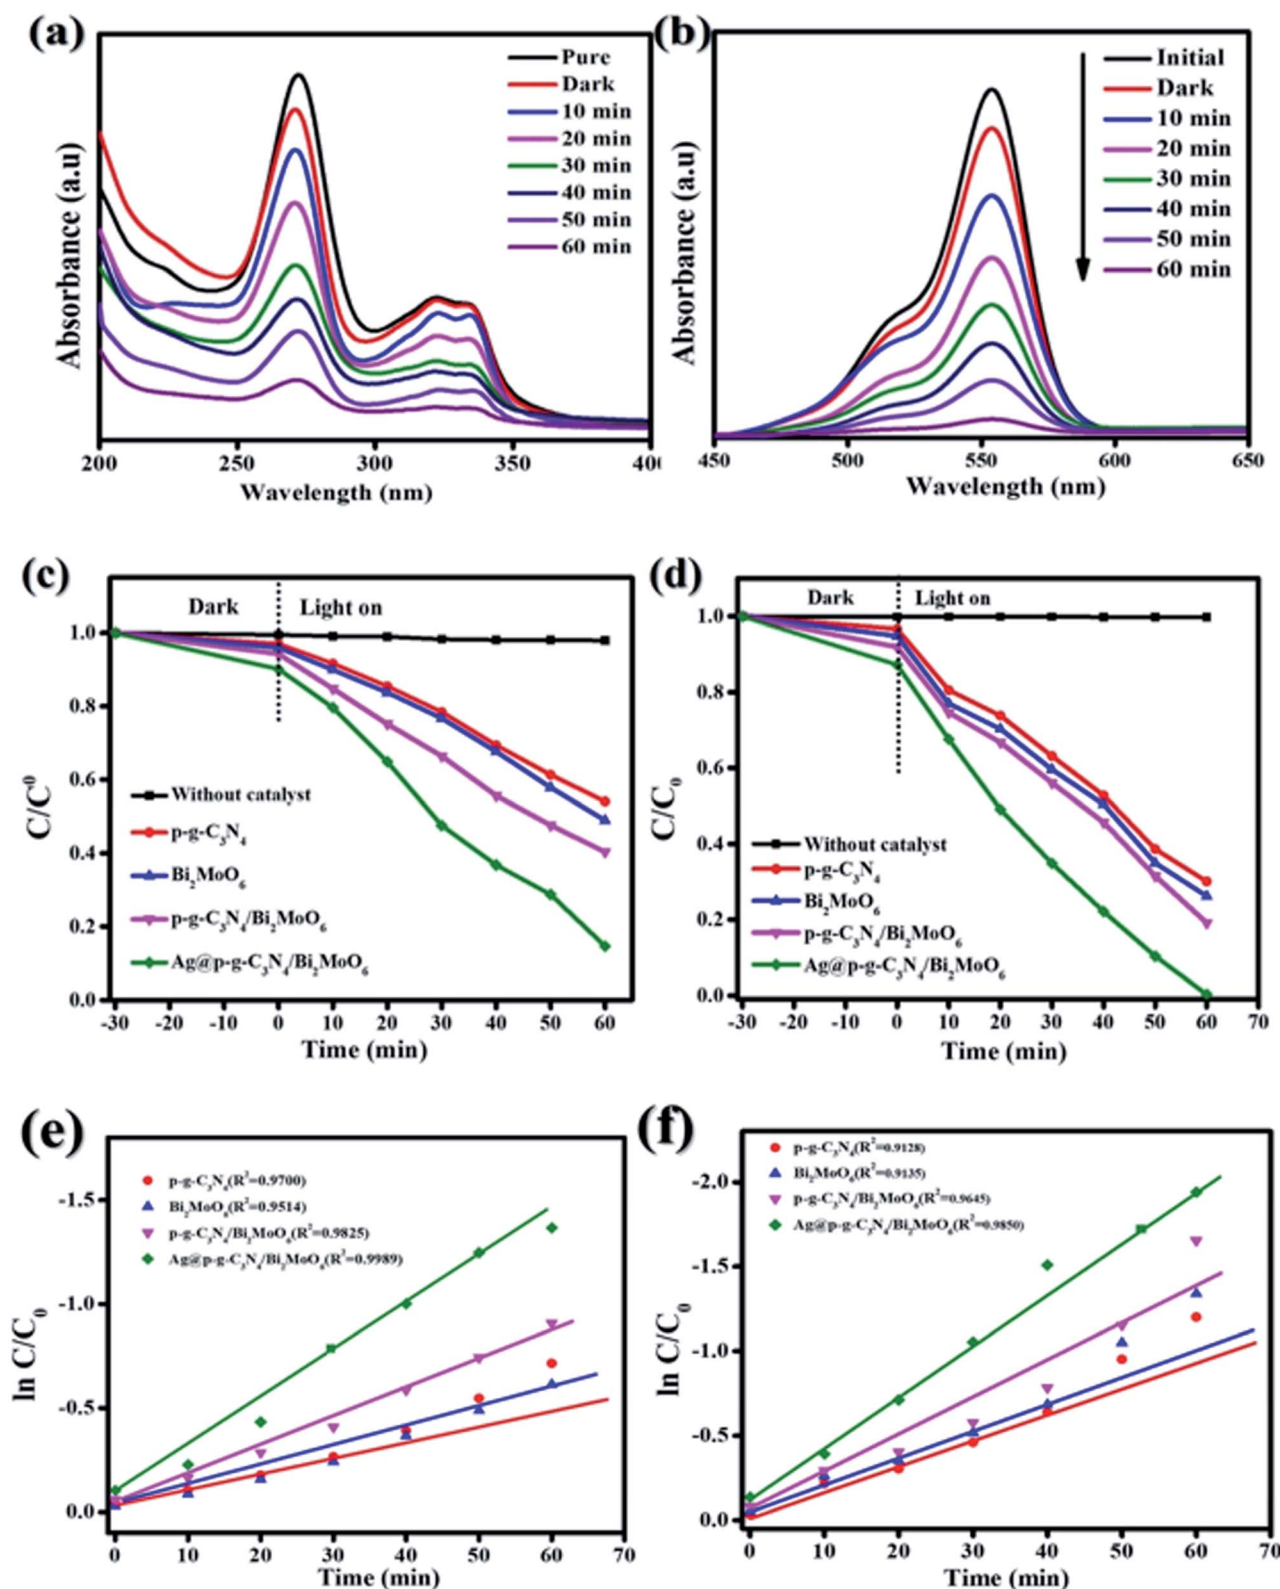 (a)
Pure
Dark
10 min
20 min
30 min
40 min
50 min
60 min
Absorbance (a.u)
200 250 300 350 40
Wavelength (nm)
(b)
Initial
Dark
10 min
20 min
30 min
40 min
50 min
60 min
Absorbance (a.u)
450 500 550 600 650
Wavelength (nm)
(c)
Dark
Light on
1.0
0.8
0.6
0.4
0.2
0.0
C/C⁰
Without catalyst
p-g-C₃N₄
Bi₂MoO₆
p-g-C₃N₄/Bi₂MoO₆
Ag@p-g-C₃N₄/Bi₂MoO₆
-30 -20 -10 0 10 20 30 40 50 60
Time (min)
(d)
Dark
Light on
1.0
0.8
0.6
0.4
0.2
0.0
C/C₀
Without catalyst
p-g-C₃N₄
Bi₂MoO₆
p-g-C₃N₄/Bi₂MoO₆
Ag@p-g-C₃N₄/Bi₂MoO₆
-30 -20 -10 0 10 20 30 40 50 60 70
Time (min)
(e)
p-g-C₃N₄(R²=0.9700)
Bi₂MoO₆(R²=0.9514)
p-g-C₃N₄/Bi₂MoO₆(R²=0.9825)
Ag@p-g-C₃N₄/Bi₂MoO₆(R²=0.9989)
-1.5
-1.0
-0.5
0.0
ln C/C₀
0 10 20 30 40 50 60 70
Time (min)
(f)
p-g-C₃N₄(R²=0.9128)
Bi₂MoO₆(R²=0.9135)
p-g-C₃N₄/Bi₂MoO₆(R²=0.9645)
Ag@p-g-C₃N₄/Bi₂MoO₆(R²=0.9850)
-2.0
-1.5
-1.0
-0.5
0.0
ln C/C₀
0 10 20 30 40 50 60 70
Time (min)